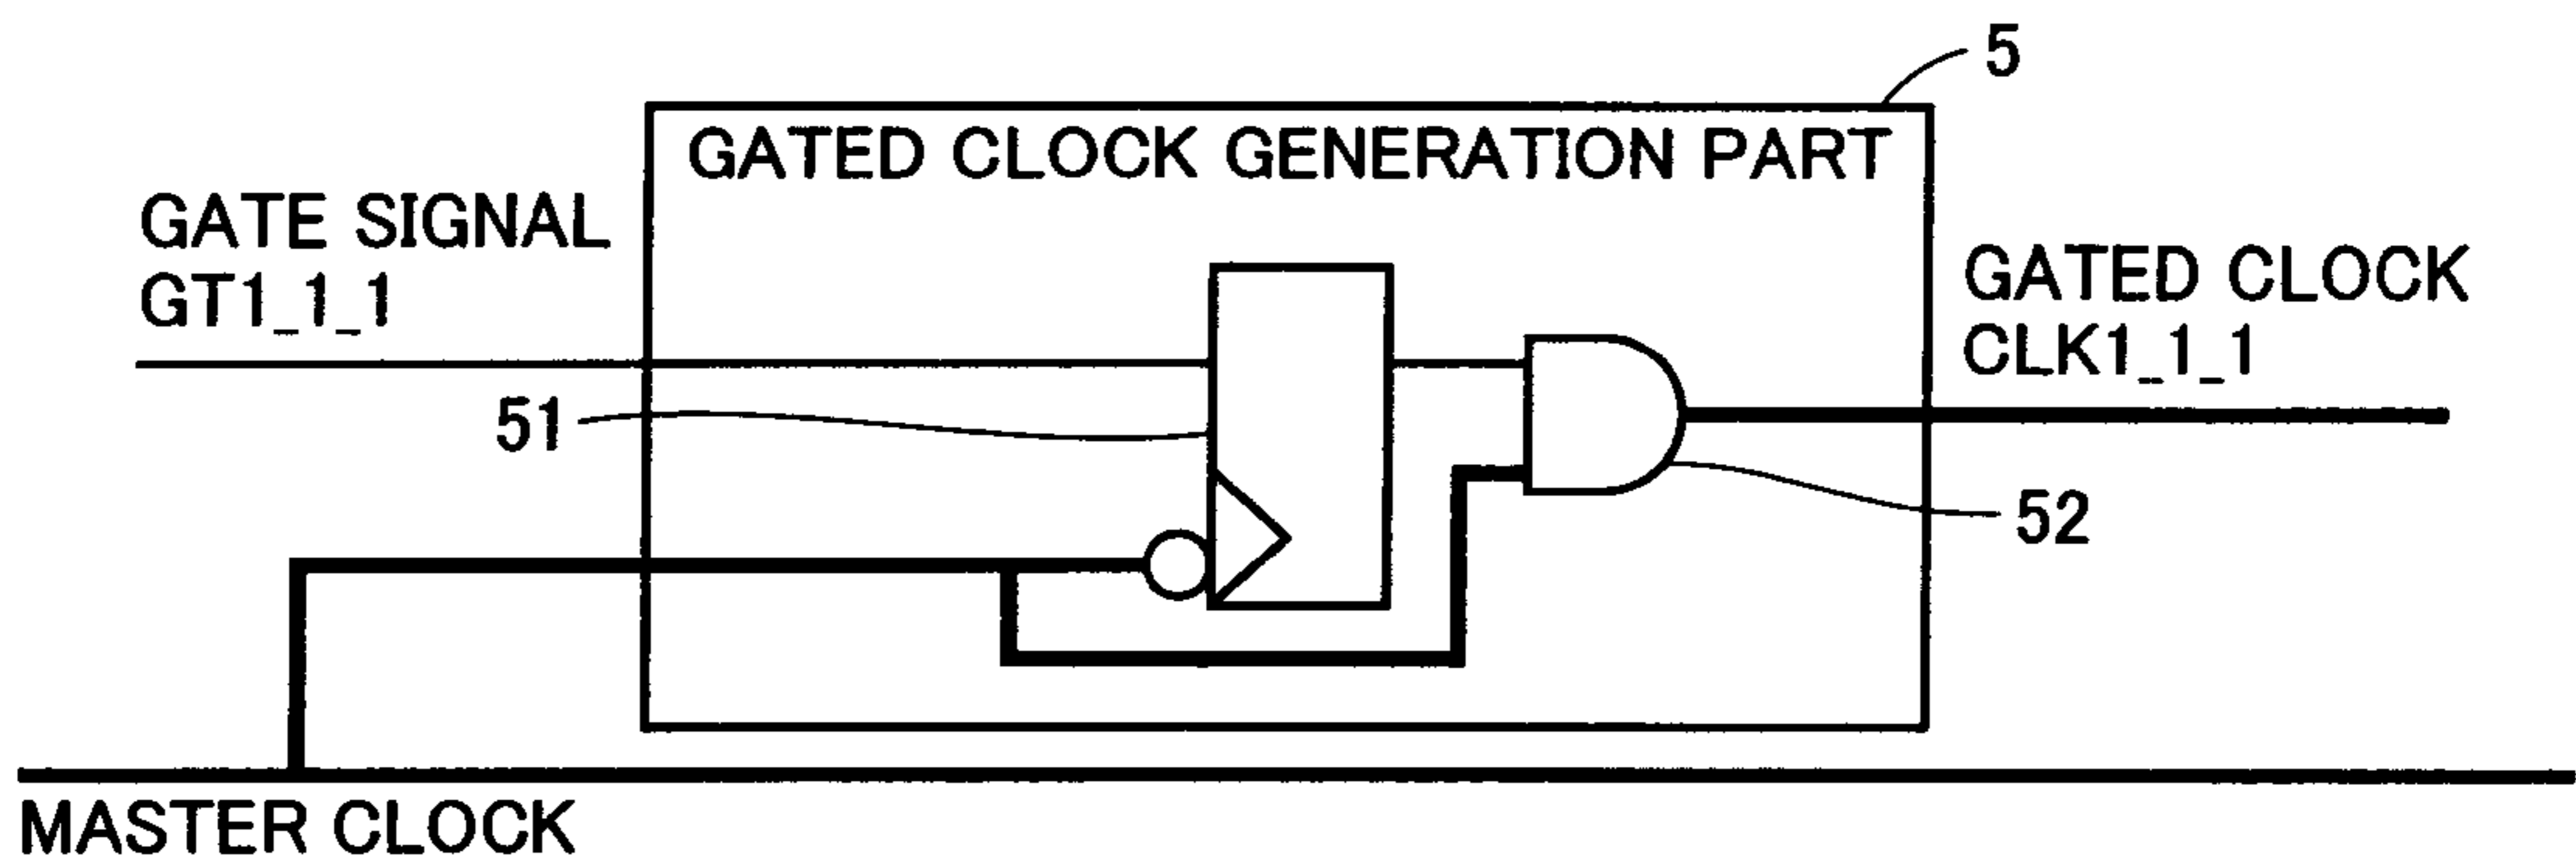 5
GATED CLOCK GENERATION PART
GATE SIGNAL
GT1_1_1
GATED CLOCK
CLK1_1_1
51
52
MASTER CLOCK